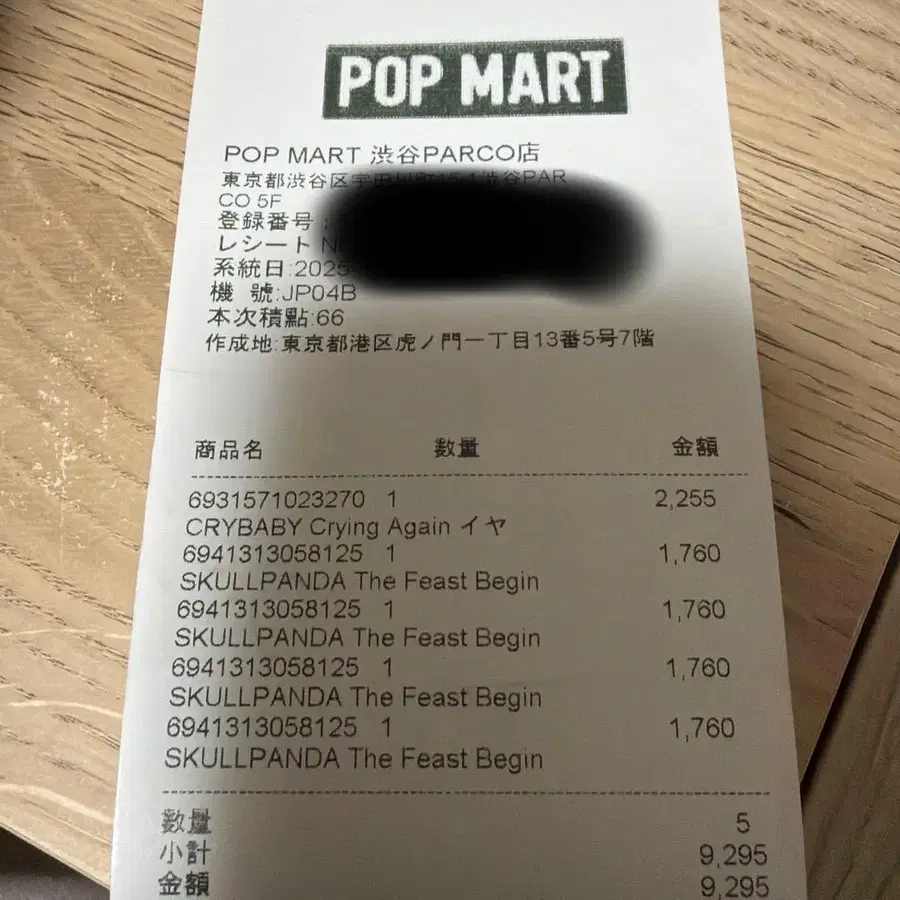 POP MART
POP MART 渋谷PARCO店
東京都渋谷区宇田川町15-1渋谷PAR
CO 5F
登録番号:
レシート
系統日:2025
機 號:JP04B
本次積點:66
作成地:東京都港区虎ノ門一丁目13番5号7階
商品名 数量 金額
6931571023270 1 2,255
CRYBABY Crying Again イヤ
6941313058125 1 1,760
SKULLPANDA The Feast Begin
6941313058125 1 1,760
SKULLPANDA The Feast Begin
6941313058125 1 1,760
SKULLPANDA The Feast Begin
6941313058125 1 1,760
SKULLPANDA The Feast Begin
数量 5
小計 9,295
金額 9,295